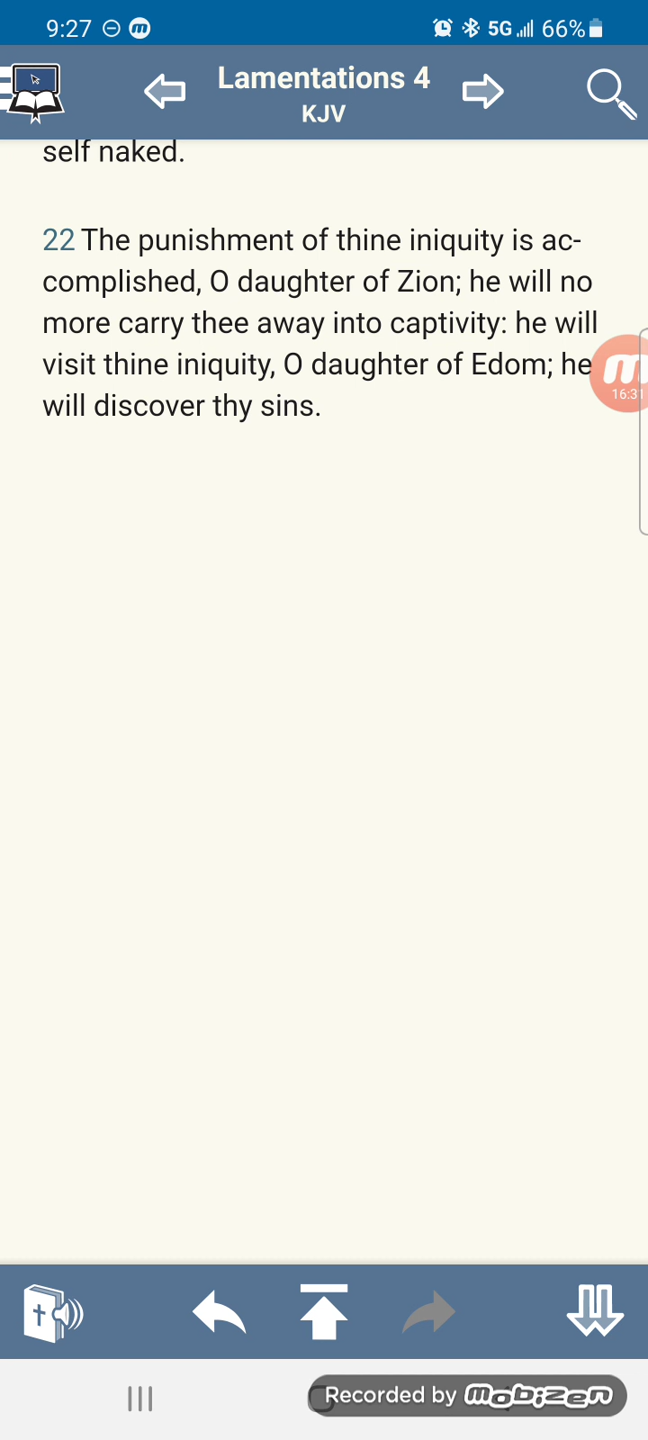 9:27 m 5G 66%
Lamentations 4
KJV
self naked.
22 The punishment of thine iniquity is ac-
complished, O daughter of Zion; he will no
more carry thee away into captivity: he will
visit thine iniquity, O daughter of Edom; he
will discover thy sins.
m
16:31
Recorded by mobizen